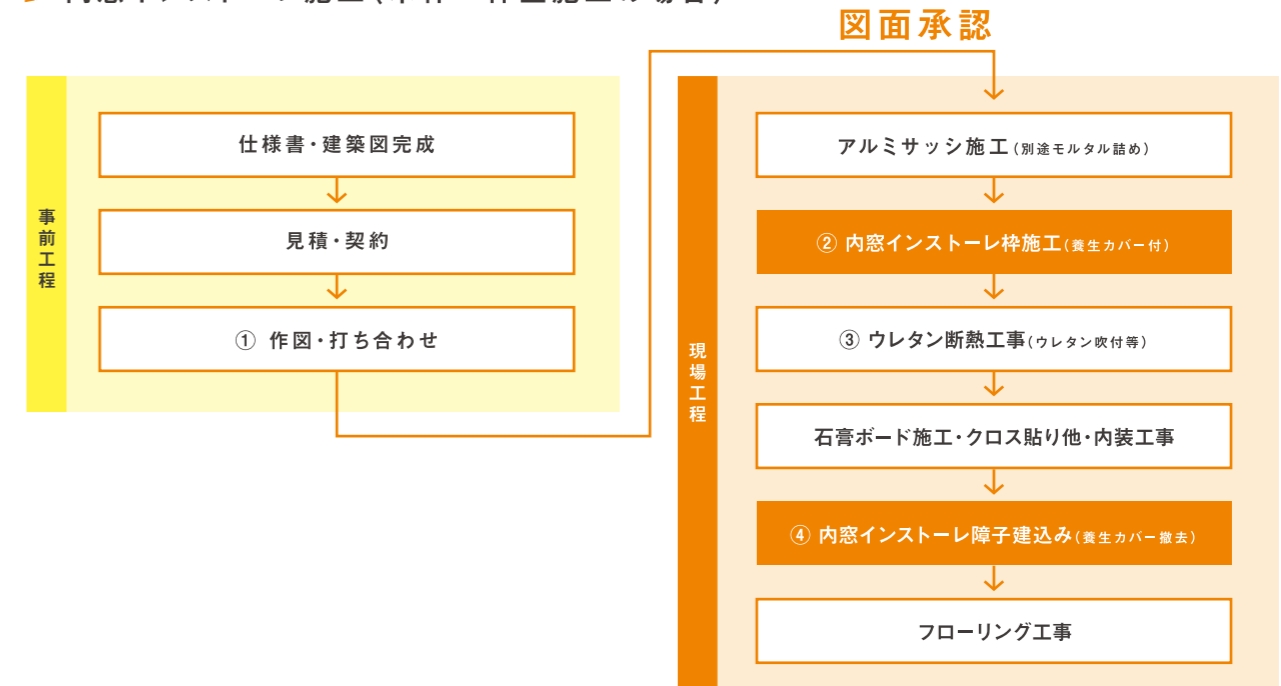 図面承認
事前工程
仕様書・建築図完成
見積・契約
① 作図・打ち合わせ
現場工程
アルミサッシ施工(別途モルタル詰め)
② 内窓インストーレ枠施工(養生カバー付)
③ ウレタン断熱工事(ウレタン吹付等)
石膏ボード施工・クロス貼り他・内装工事
④ 内窓インストーレ障子建込み(養生カバー撤去)
フローリング工事